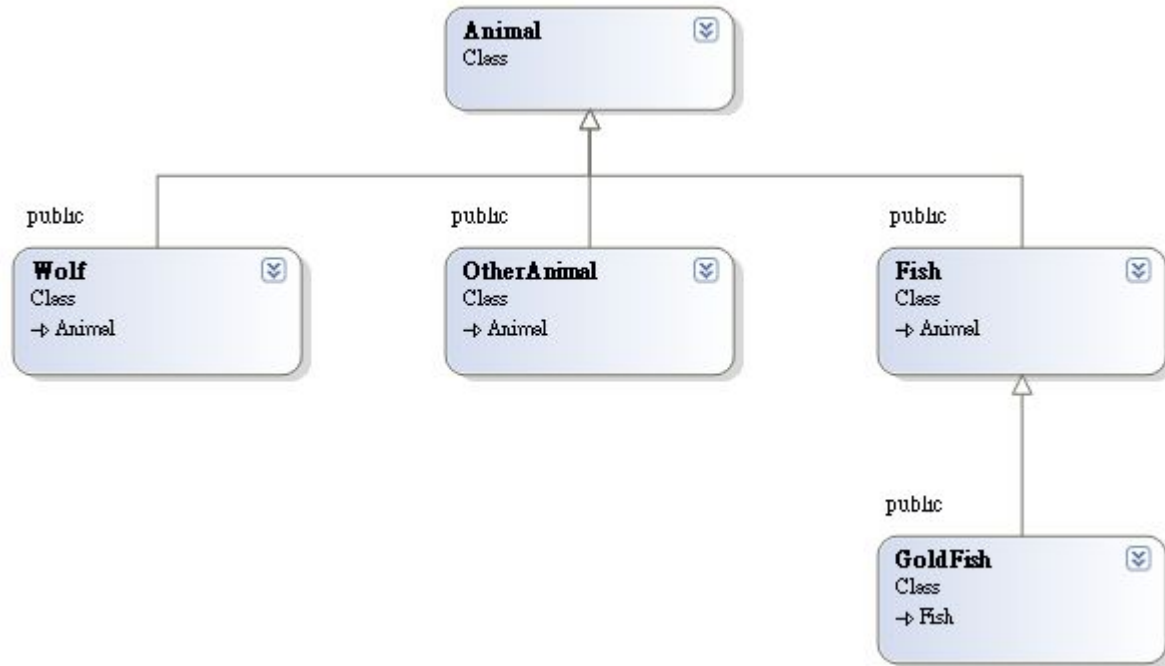 Animal
Class
public
public
public
Wolf
Class
Animal
OtherAnimal
Class
Animal
Fish
Class
Animal
public
GoldFish
Class
Fish